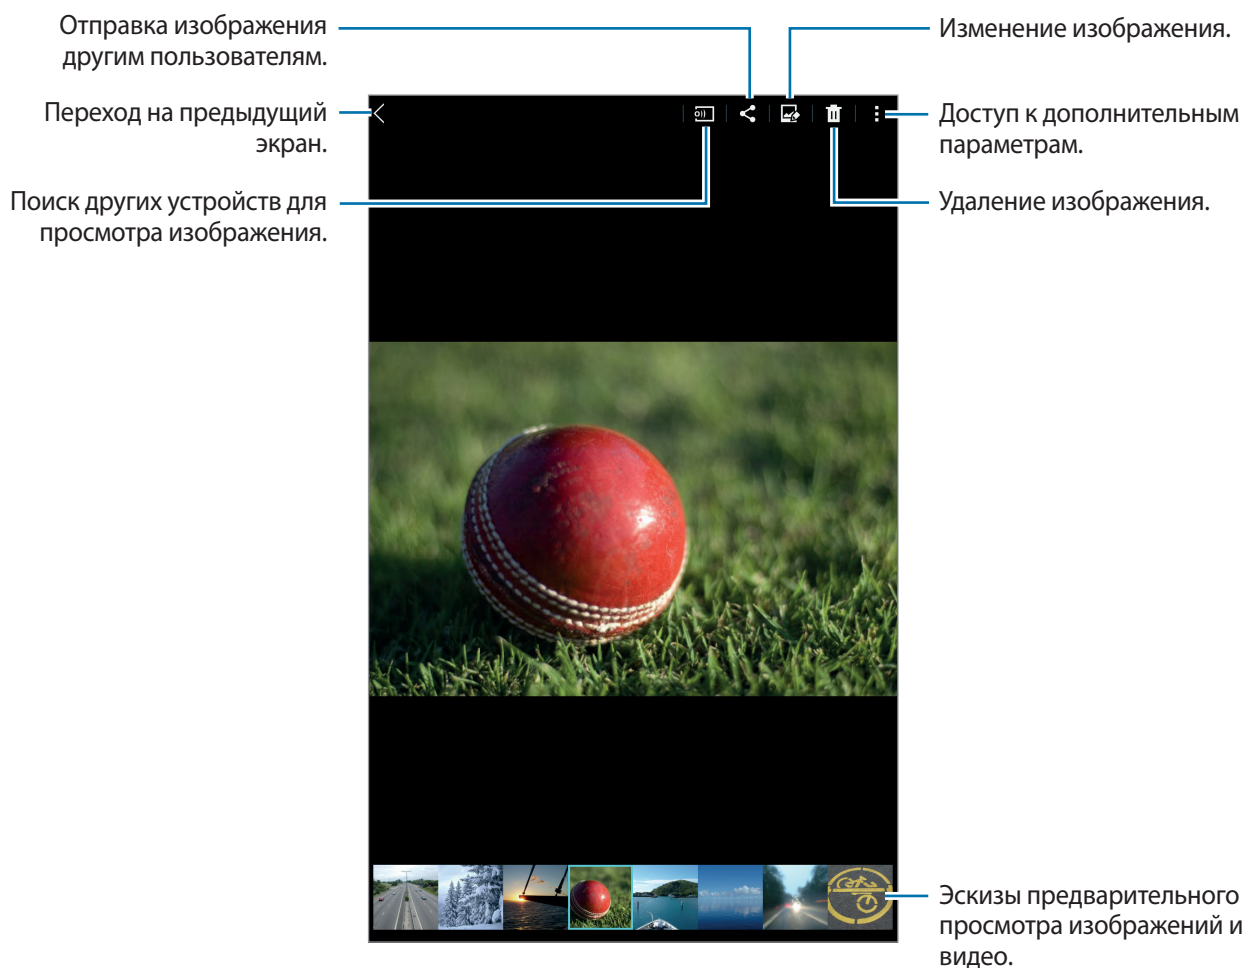 Отправка изображения
другим пользователям.
Переход на предыдущий
экран.
Поиск других устройств для
просмотра изображения.
Изменение изображения.
Доступ к дополнительным
параметрам.
Удаление изображения.
Эскизы предварительного
просмотра изображений и
видео.